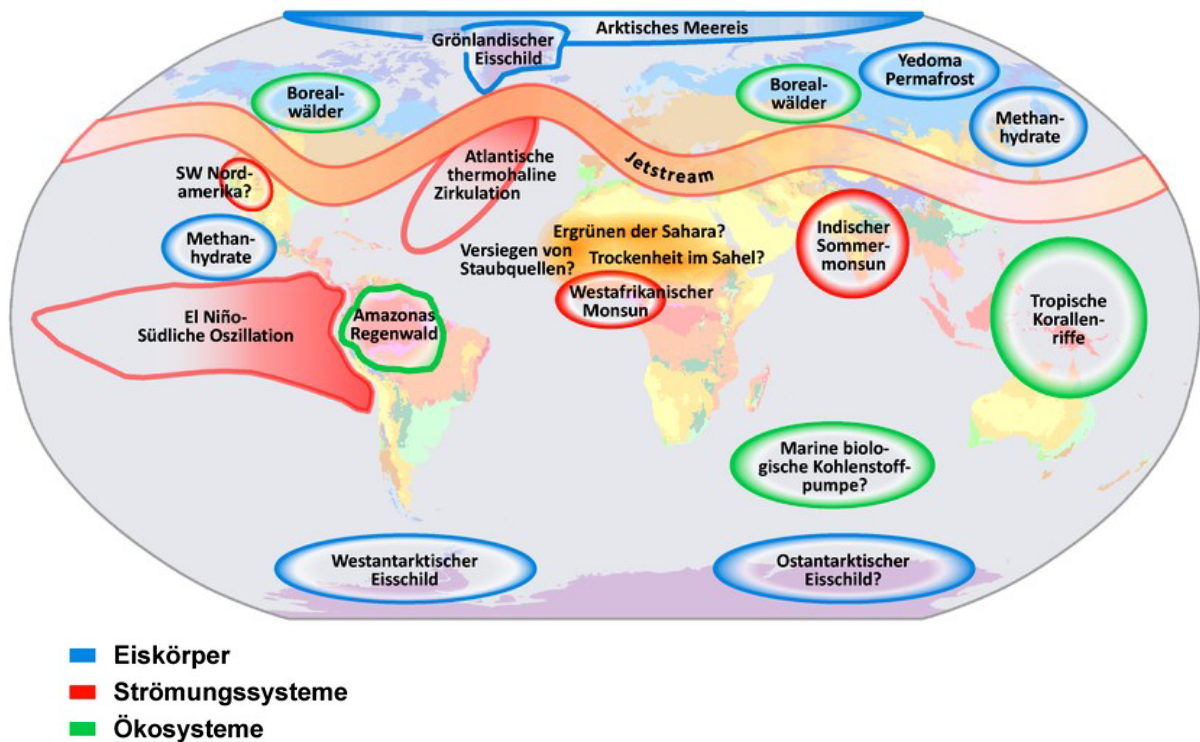 Arktisches Meereis
Grönlandischer
Eisschild
Yedoma
Permafrost
Boreal-
wälder
Boreal-
wälder
Methan-
hydrate
Jetstream
Atlantische
thermohaline
Zirkulation
SW Nord-
amerika?
Methan-
hydrate
Ergrünen der Sahara?
Versiegen von
Staubquellen?
Trockenheit im Sahel?
Indischer
Sommer-
monsun
Westafrikanischer
Monsun
El Niño-
Südliche Oszillation
Amazonas
Regenwald
Tropische
Korallen-
riffe
Marine biolo-
gische Kohlenstoff-
pumpe?
Westantarktischer
Eisschild
Ostantarktischer
Eisschild?
Eiskörper
Strömungssysteme
Ökosysteme